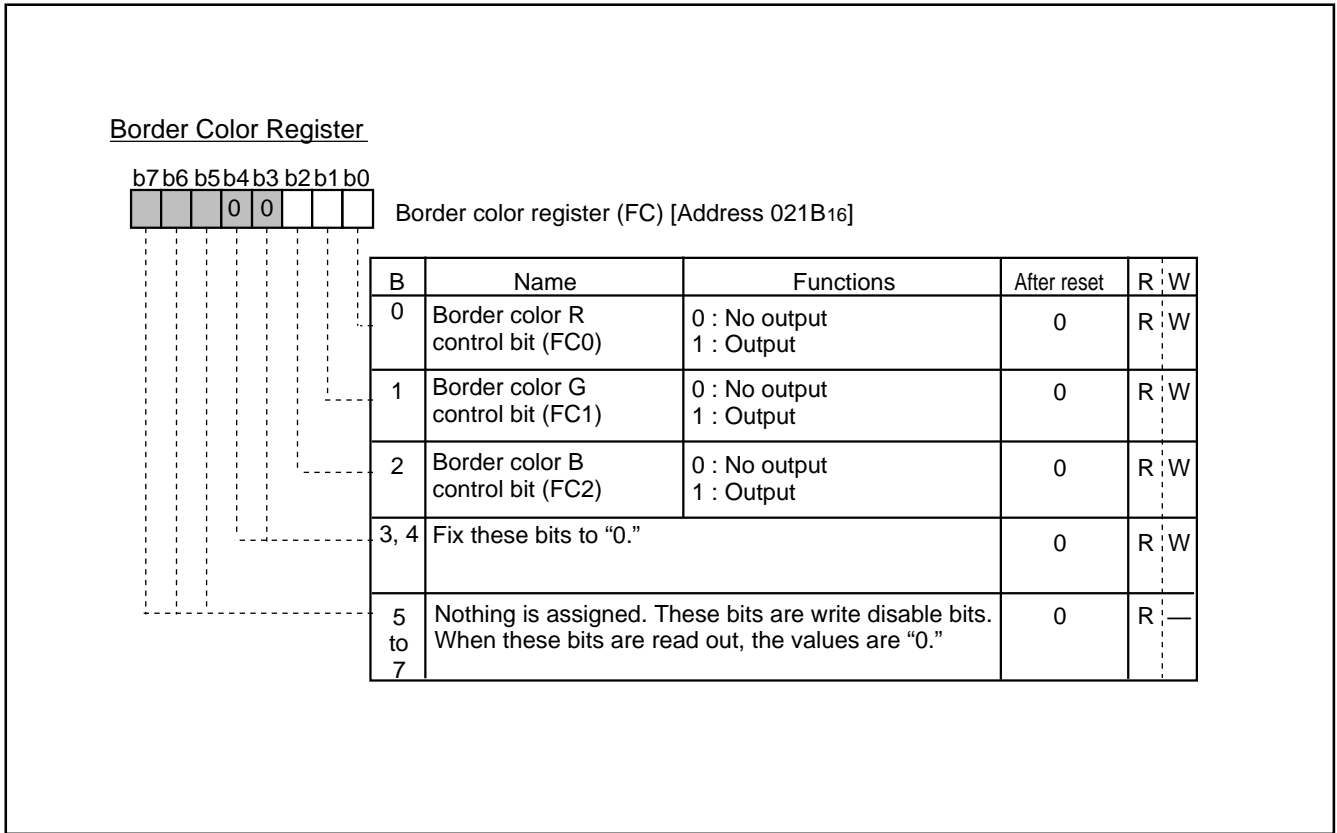 Border Color Register
b7 b6 b5 b4 b3 b2 b1 b0
0 0
Border color register (FC) [Address 021B16]
B Name Functions After reset R W
0 Border color R control bit (FC0) 0 : No output 1 : Output 0 R W
1 Border color G control bit (FC1) 0 : No output 1 : Output 0 R W
2 Border color B control bit (FC2) 0 : No output 1 : Output 0 R W
3, 4 Fix these bits to “0.” 0 R W
5 to 7 Nothing is assigned. These bits are write disable bits. When these bits are read out, the values are “0.” 0 R —